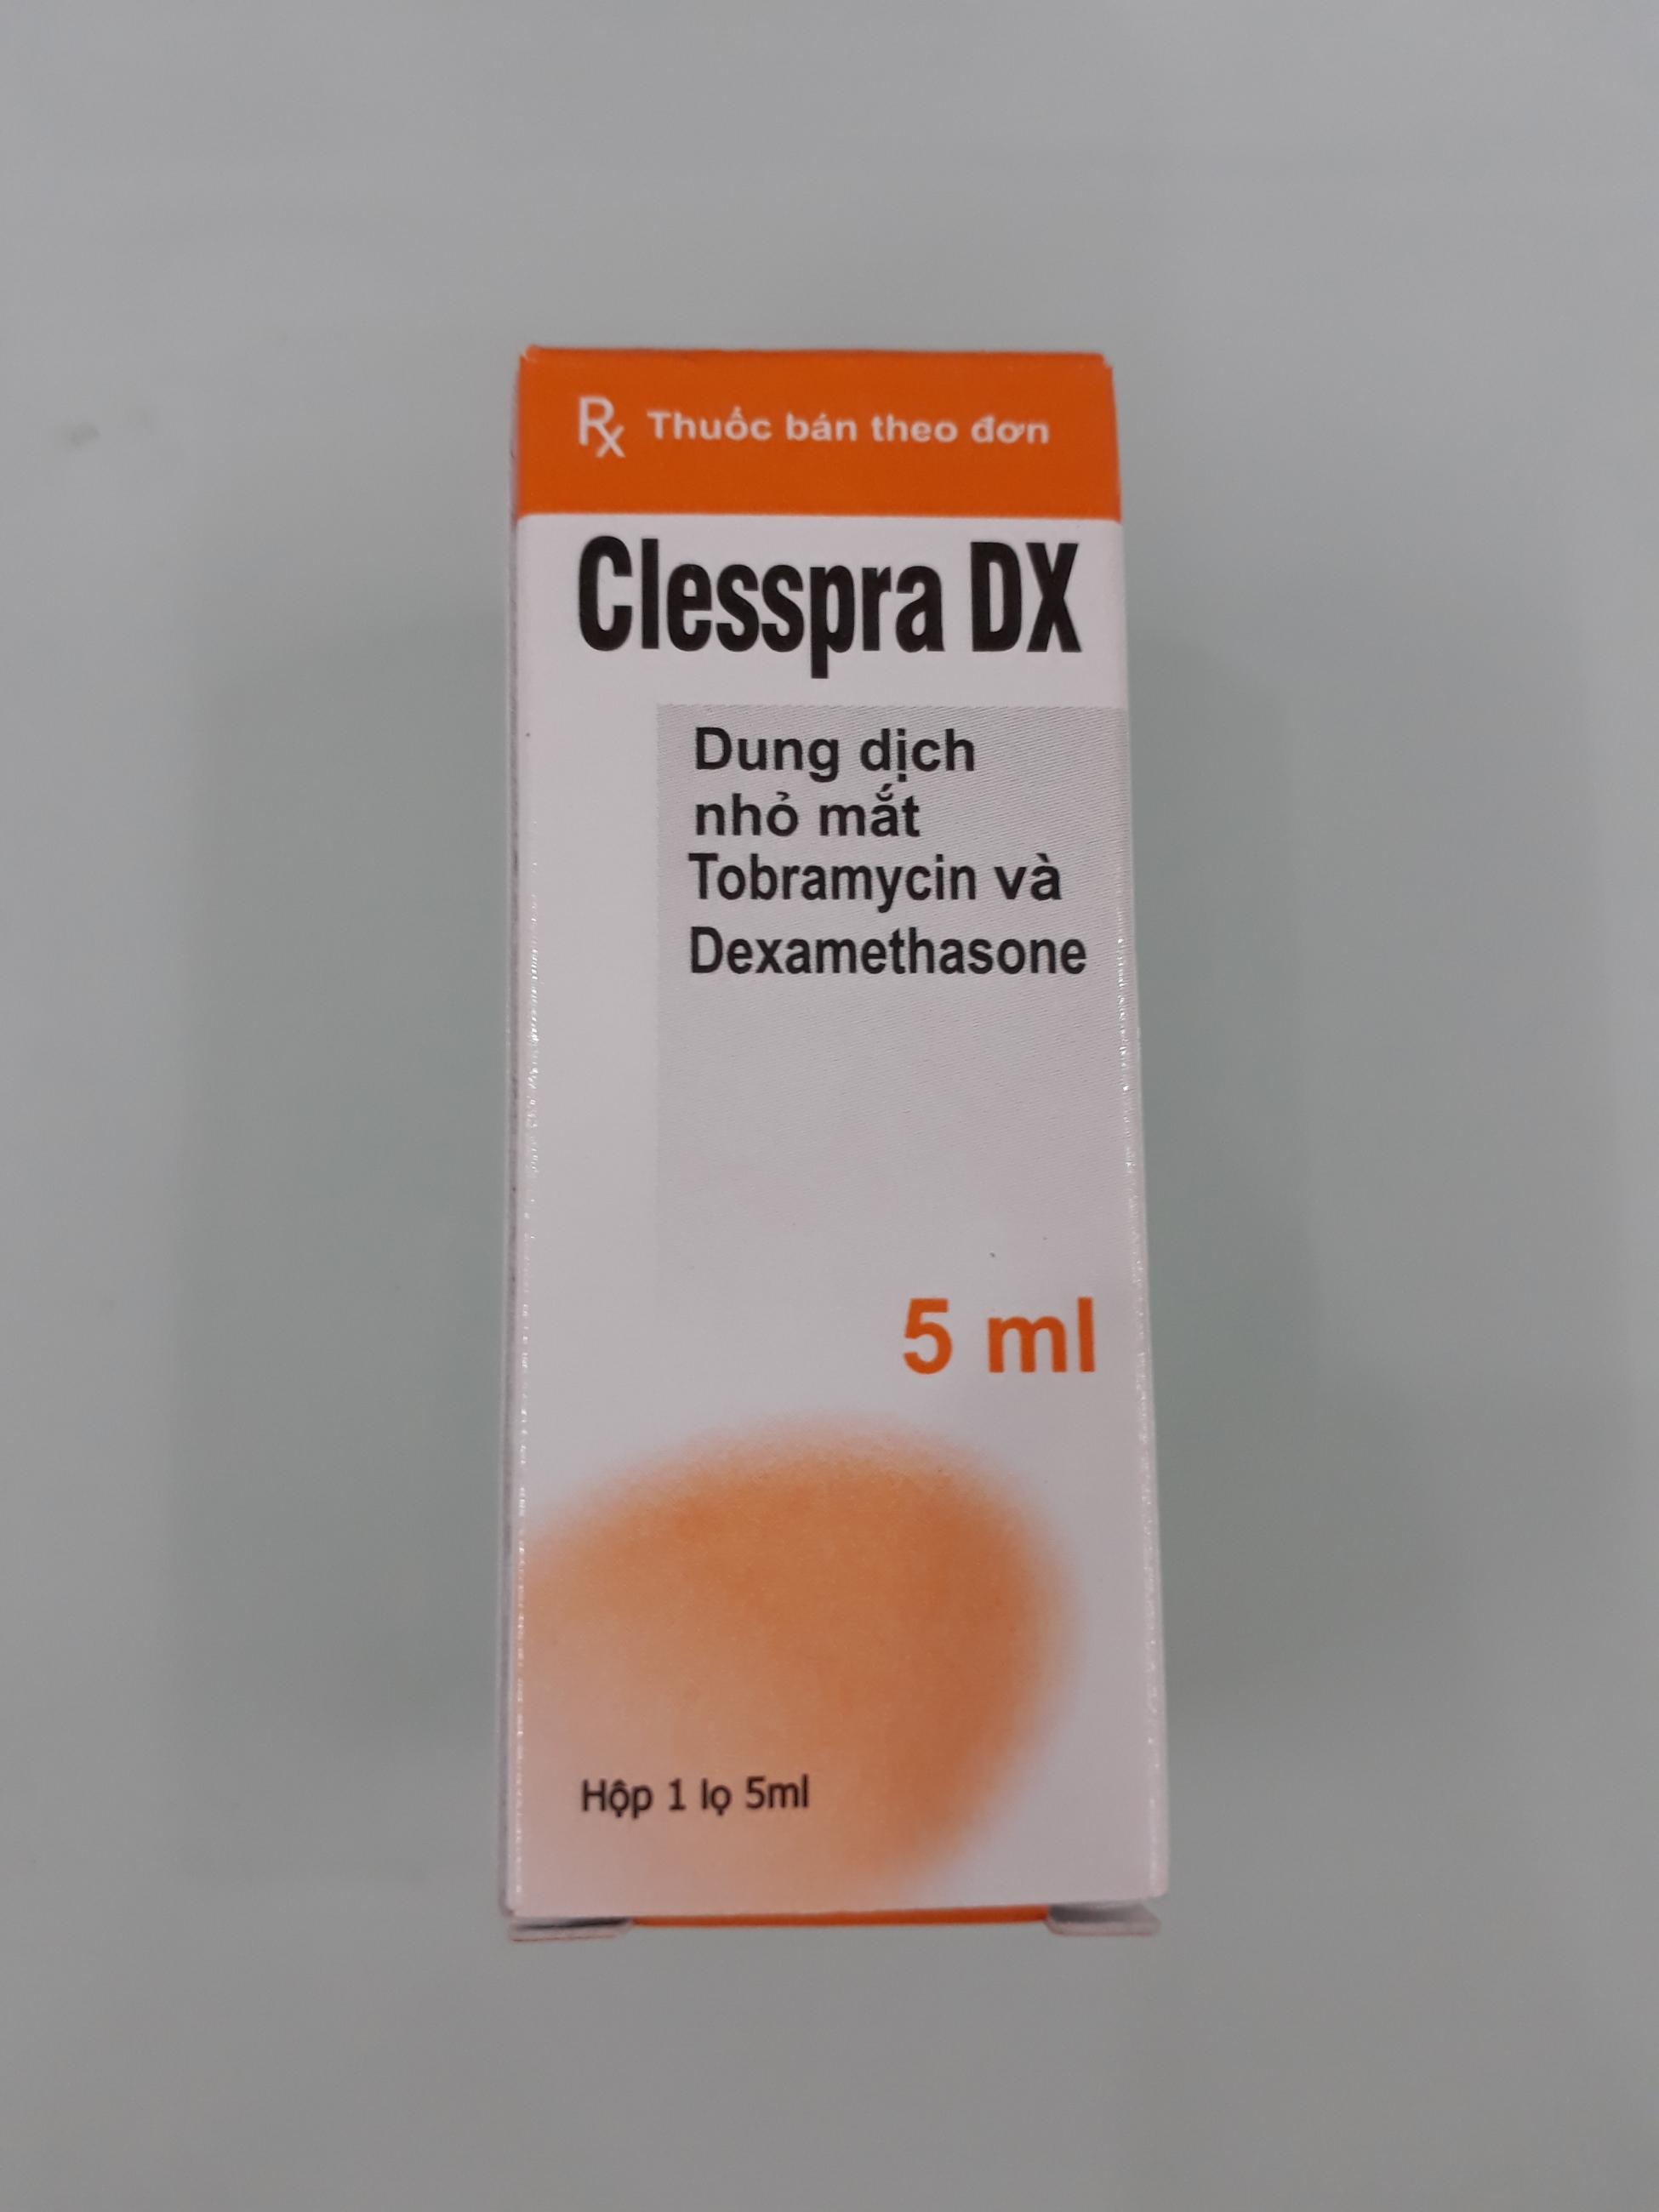 Rx Thuốc bán theo đơn
Clesspra DX
Dung dịch
nhỏ mắt
Tobramycin và
Dexamethasone
5 ml
Hộp 1 lọ 5ml